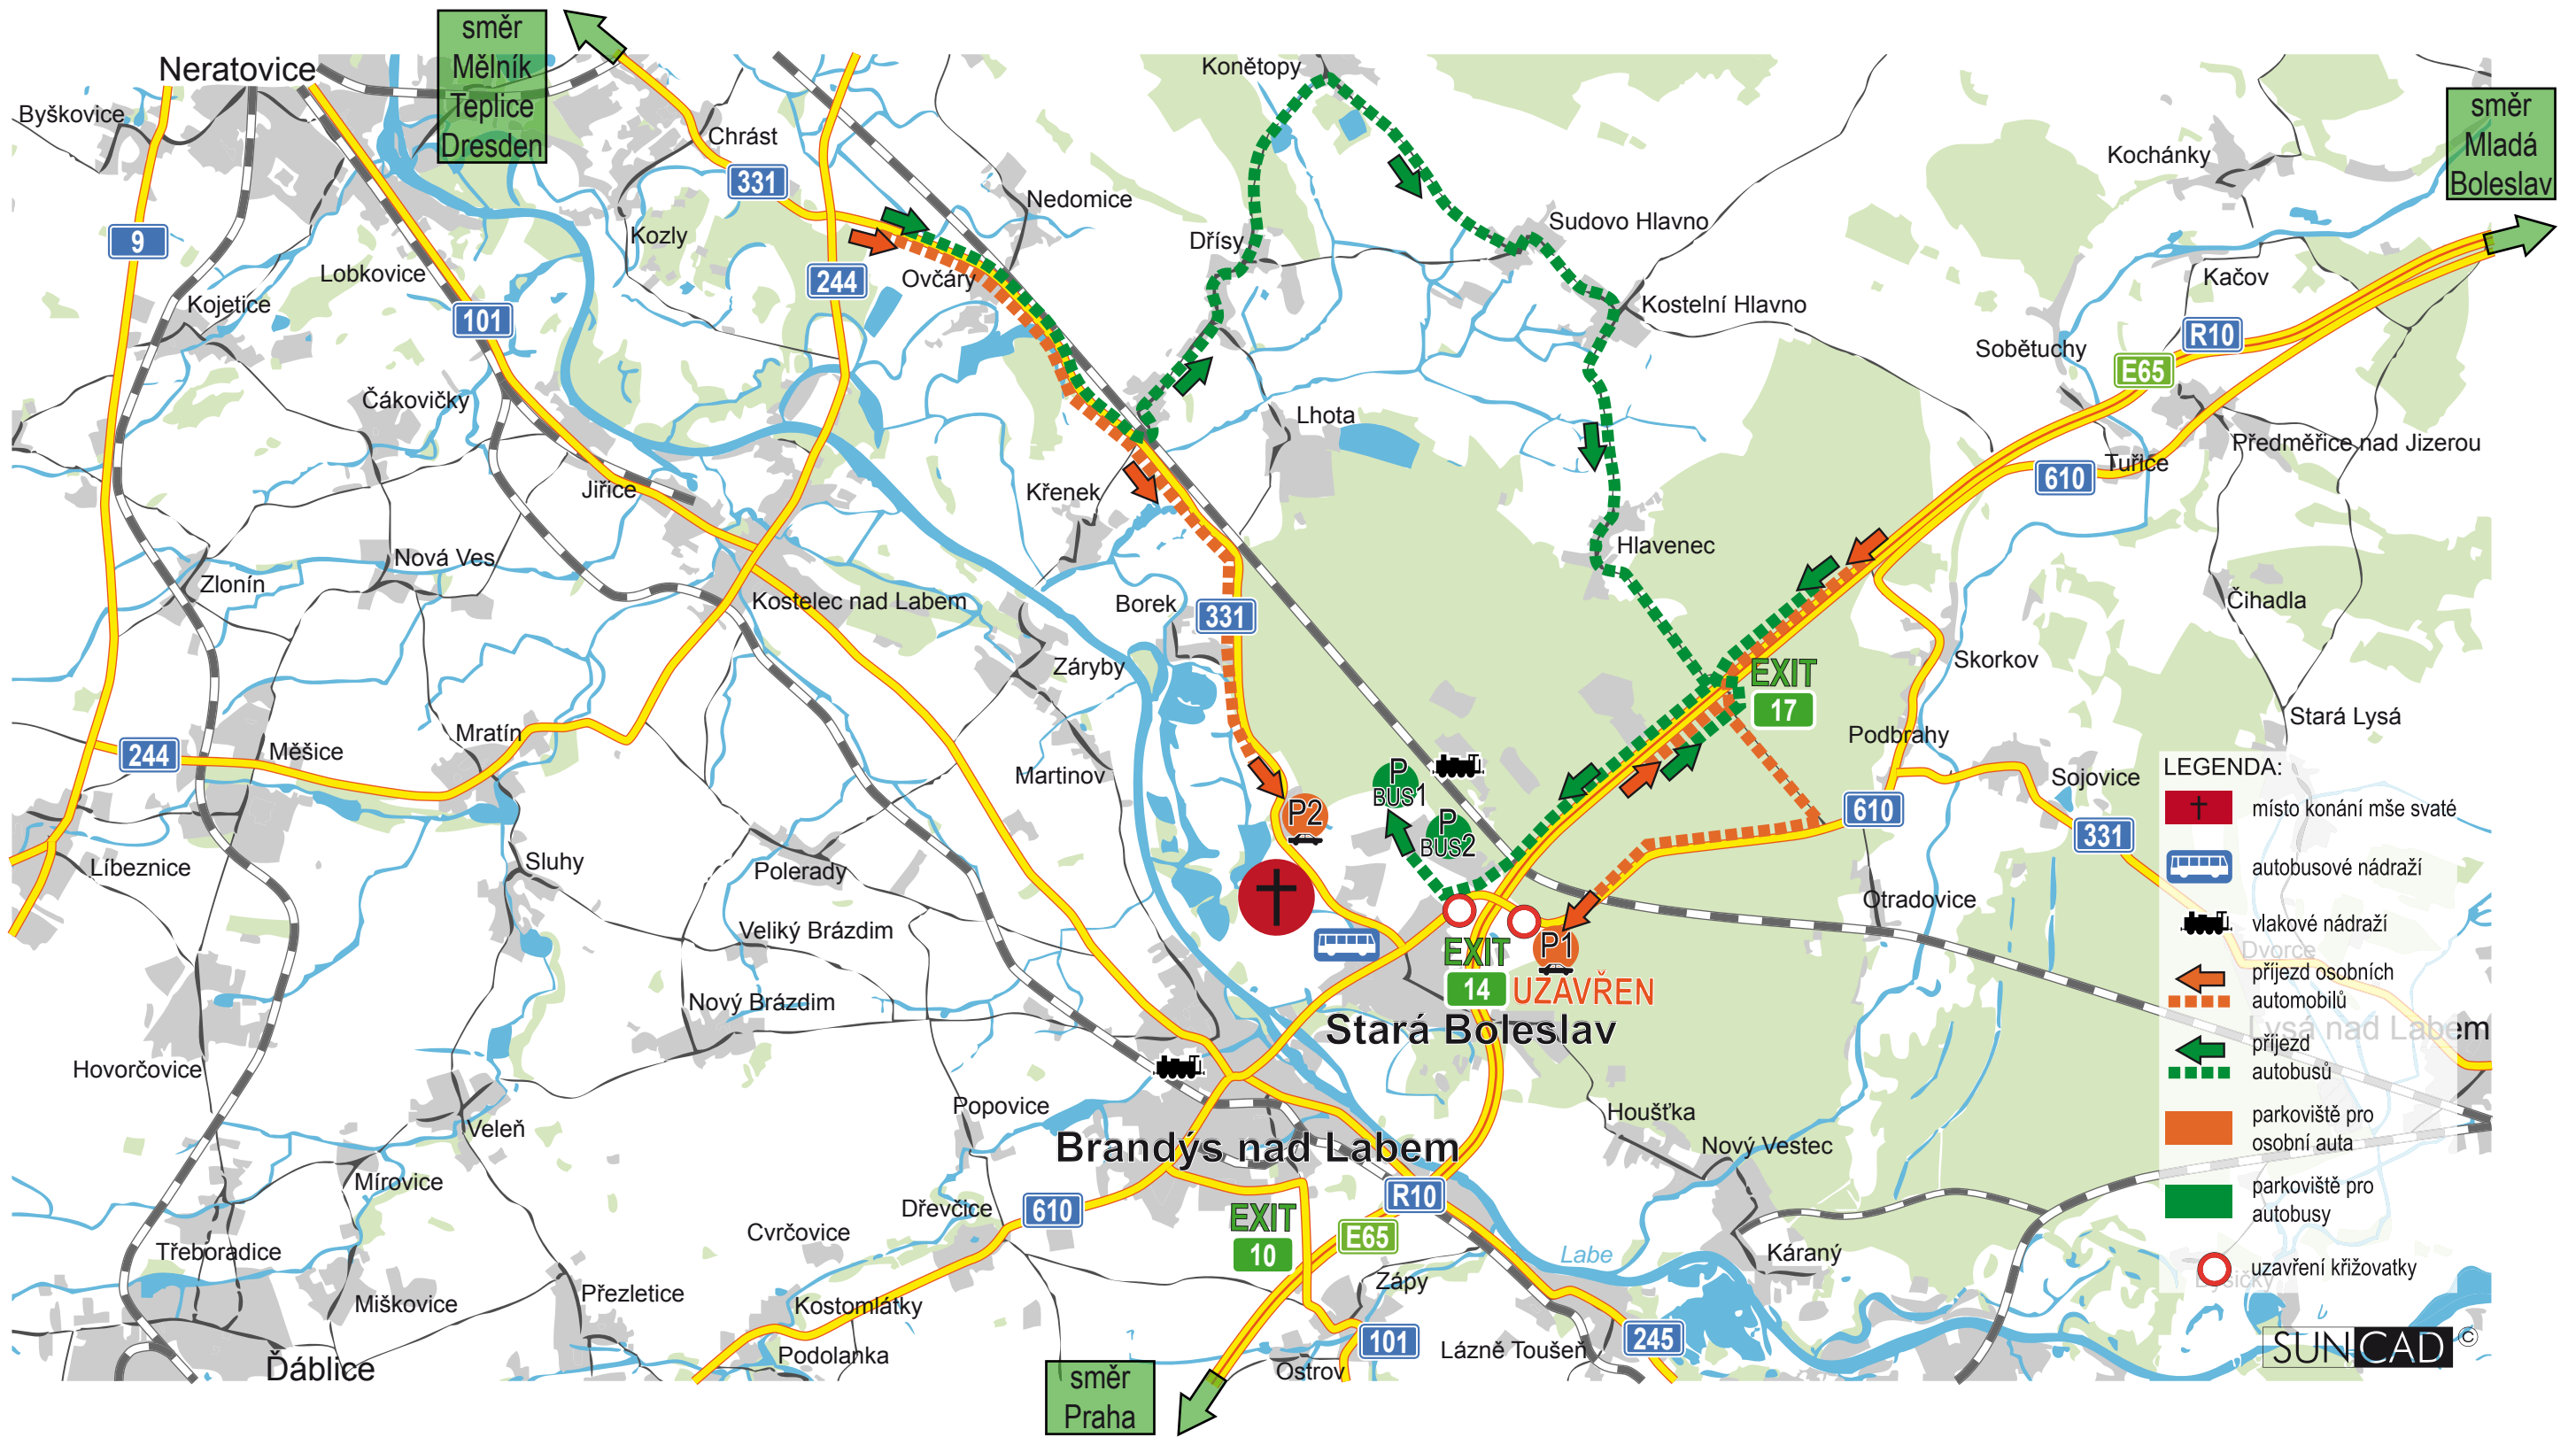 směr
Mělník
Teplice
Dresden
Neratovice
Byškovice
Chrást
331
Konětopy
směr
Mladá
Boleslav
Kochánky
Nedomice
9
Kozly
Lobkovice
244
Ovčáry
Dřísy
Sudovo Hlavno
Kačov
Kojetice
101
Kostelní Hlavno
R10
Sobětuchy
E65
Čákovičky
Lhota
Předměřice nad Jizerou
Tuřice
610
Jiřice
Křenek
Nová Ves
Hlavenec
Zlonín
Kostelec nad Labem
Borek
331
Čihadla
Záryby
Skorkov
EXIT
17
Stará Lysá
Mratín
244
Měšice
Martinov
Podbrahy
Sojovice
P
BUS1
P2
P
BUS2
610
331
Líbeznice
Sluhy
Polerady
Otradovice
Veliký Brázdim
EXIT
14
P1
UZAVŘEN
Nový Brázdim
Stará Boleslav
Hovorčovice
Popovice
Houšťka
Veleň
Brandýs nad Labem
Nový Vestec
Mírovice
Dřevčice
610
R10
Cvrčovice
EXIT
10
E65
Třeboradice
Labe
Káraný
Přezletice
Zápy
Miškovice
Kostomlátky
101
245
Podolanka
Lázně Toušeň
Ďáblice
Ostrov
směr
Praha
LEGENDA:
místo konání mše svaté
autobusové nádraží
vlakové nádraží
Dvorce
příjezd osobních
automobilů
Lysá nad Labem
příjezd
autobusů
parkoviště pro
osobní auta
parkoviště pro
autobusy
uzavření křižovatky
SUNCAD ©